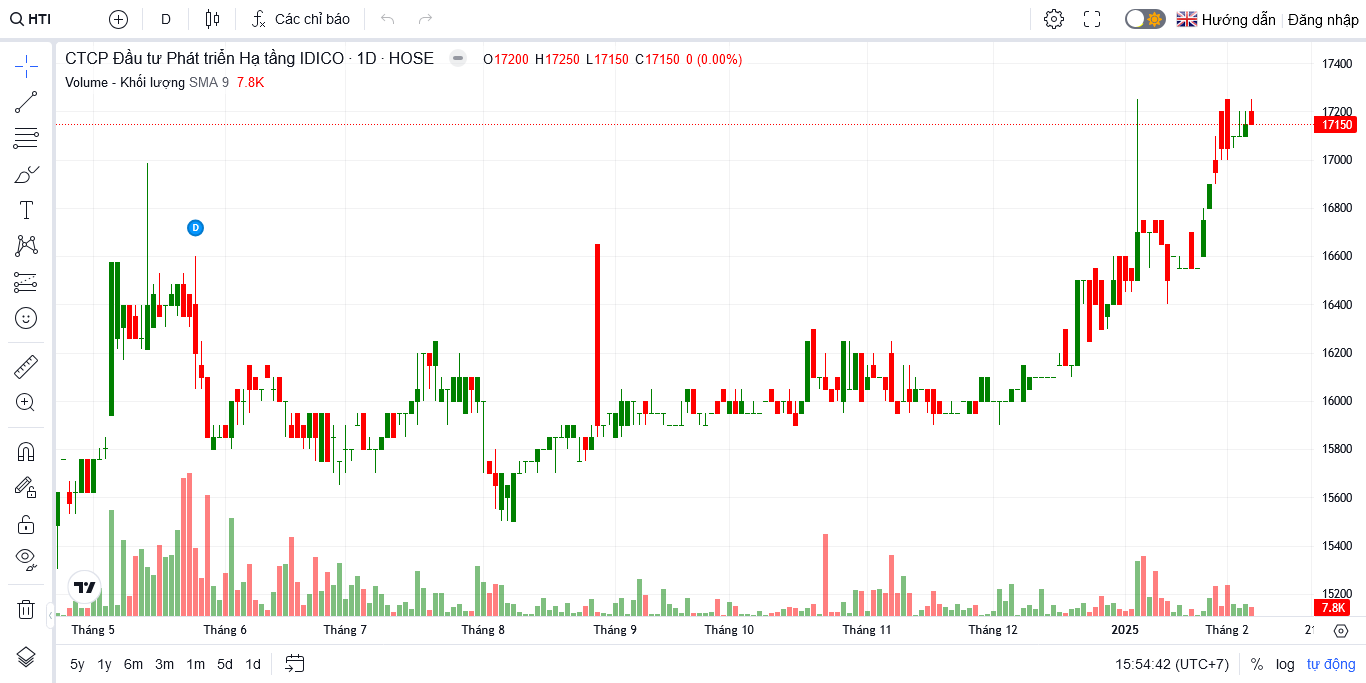 HTI
D
Các chỉ báo
Hướng dẫn
Đăng nhập
CTCP Đầu tư Phát triển Hạ tầng IDICO · 1D · HOSE
O17200 H17250 L17150 C17150 0 (0.00%)
Volume - Khối lượng SMA 9 7.8K
17400
17200
17150
17000
16800
D
16600
16400
16200
16000
15800
15600
15400
15200
7.8K
Tháng 5
Tháng 6
Tháng 7
Tháng 8
Tháng 9
Tháng 10
Tháng 11
Tháng 12
2025
Tháng 2
5y 1y 6m 3m 1m 5d 1d
15:54:42 (UTC+7)
% log tự động